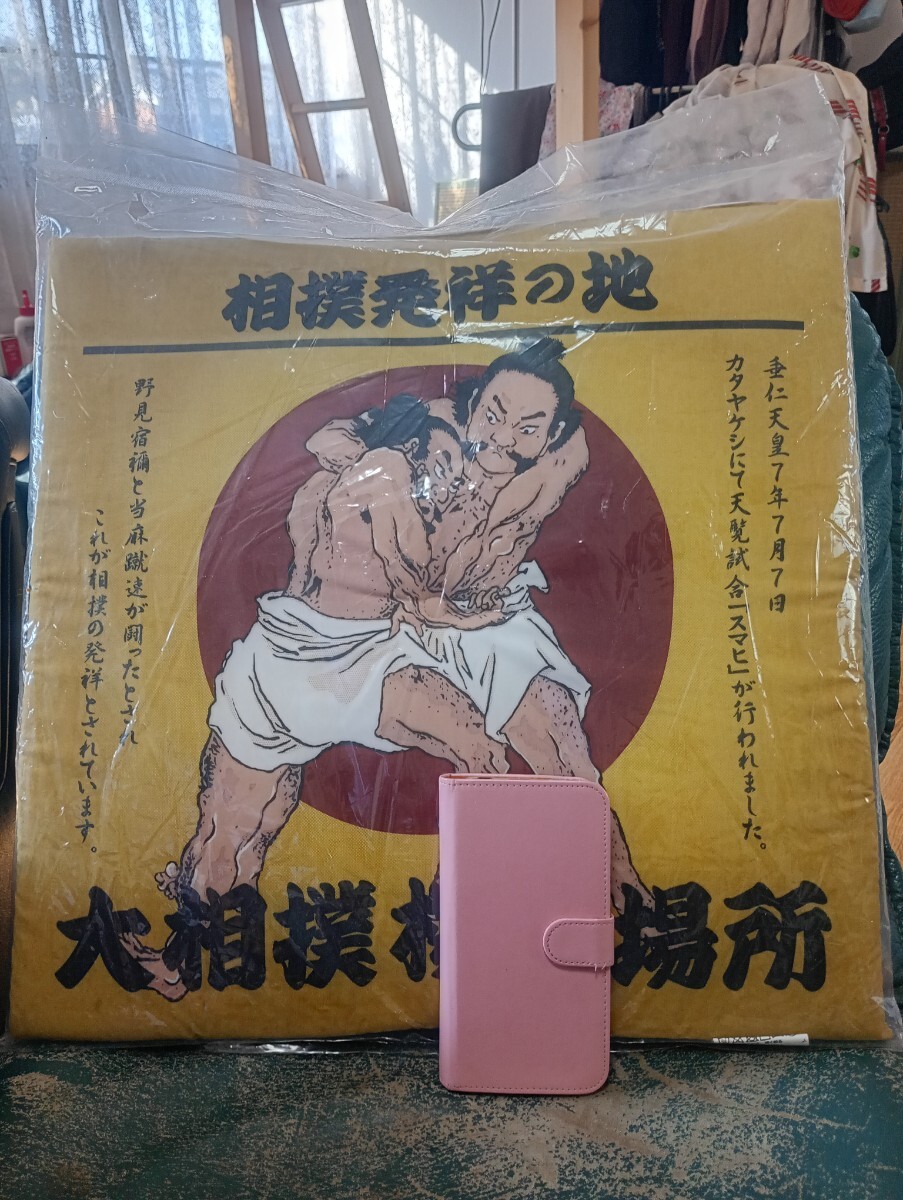 相撲発祥の地
垂仁天皇7年7月7日
カタヤケシにて天覧試合「スマヒ」が行われました。
野見宿禰と当麻蹴速が闘ったとされ
これが相撲の発祥とされています。
大相撲 場所